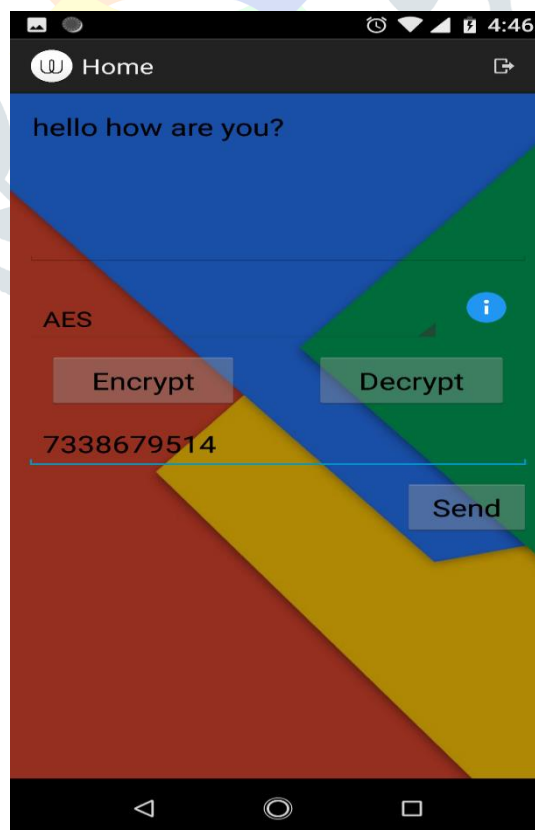 4:46
Home
hello how are you?
AES
i
Encrypt Decrypt
7338679514
Send